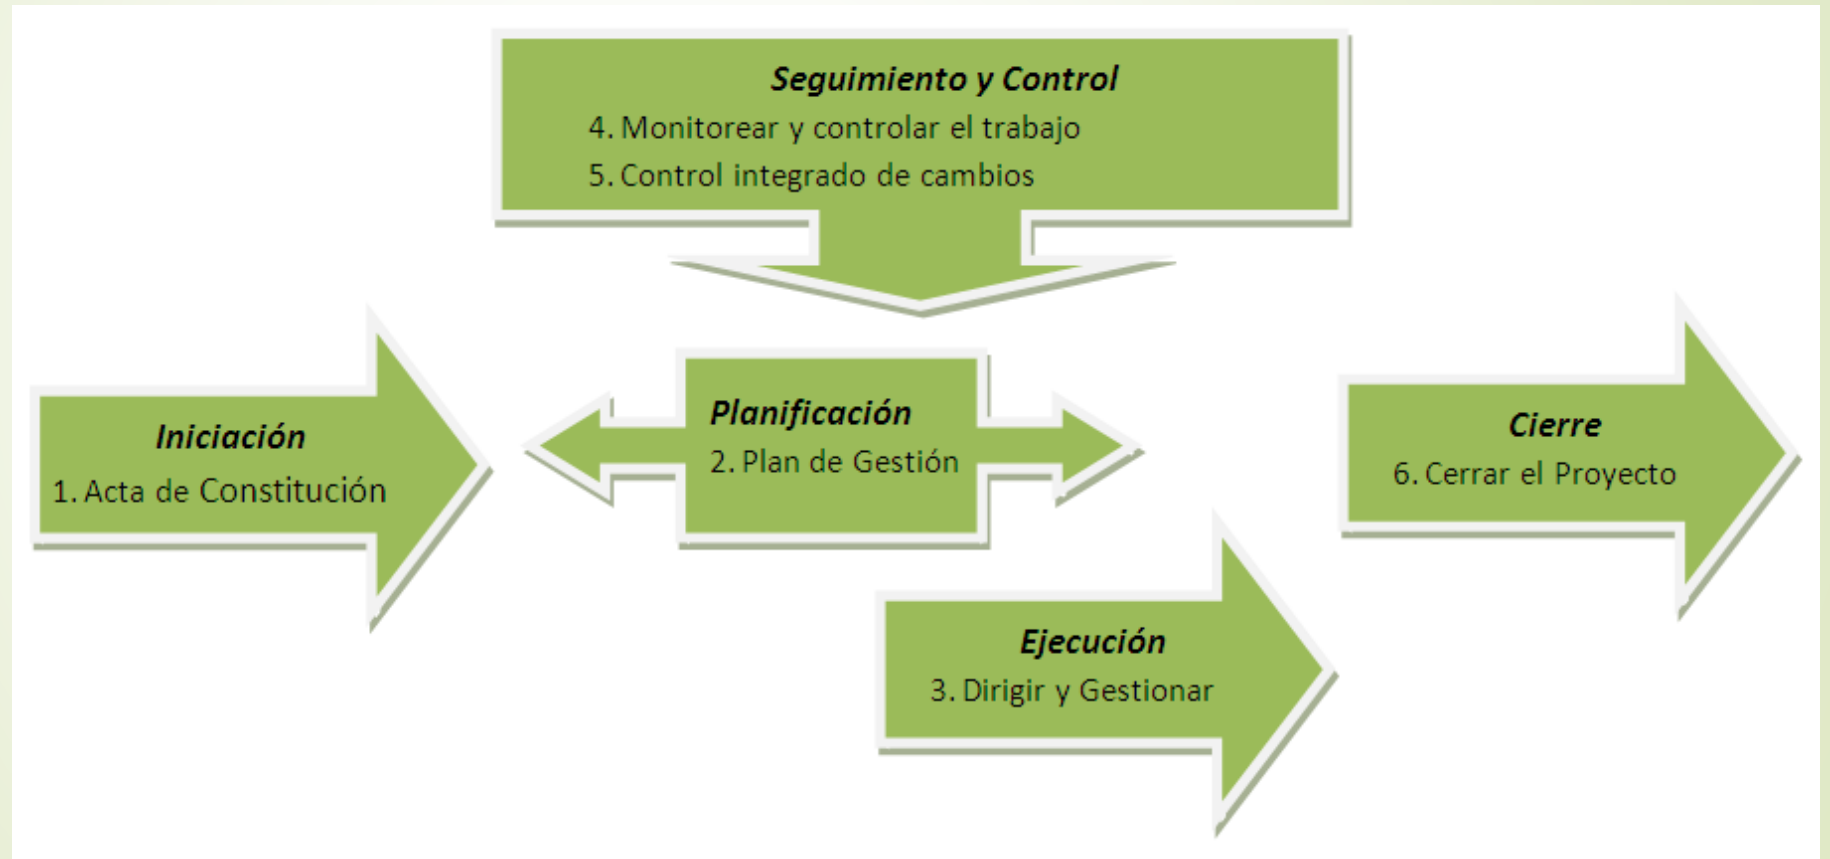 Seguimiento y Control
4. Monitorear y controlar el trabajo
5. Control integrado de cambios
Iniciación
1. Acta de Constitución
Planificación
2. Plan de Gestión
Ejecución
3. Dirigir y Gestionar
Cierre
6. Cerrar el Proyecto